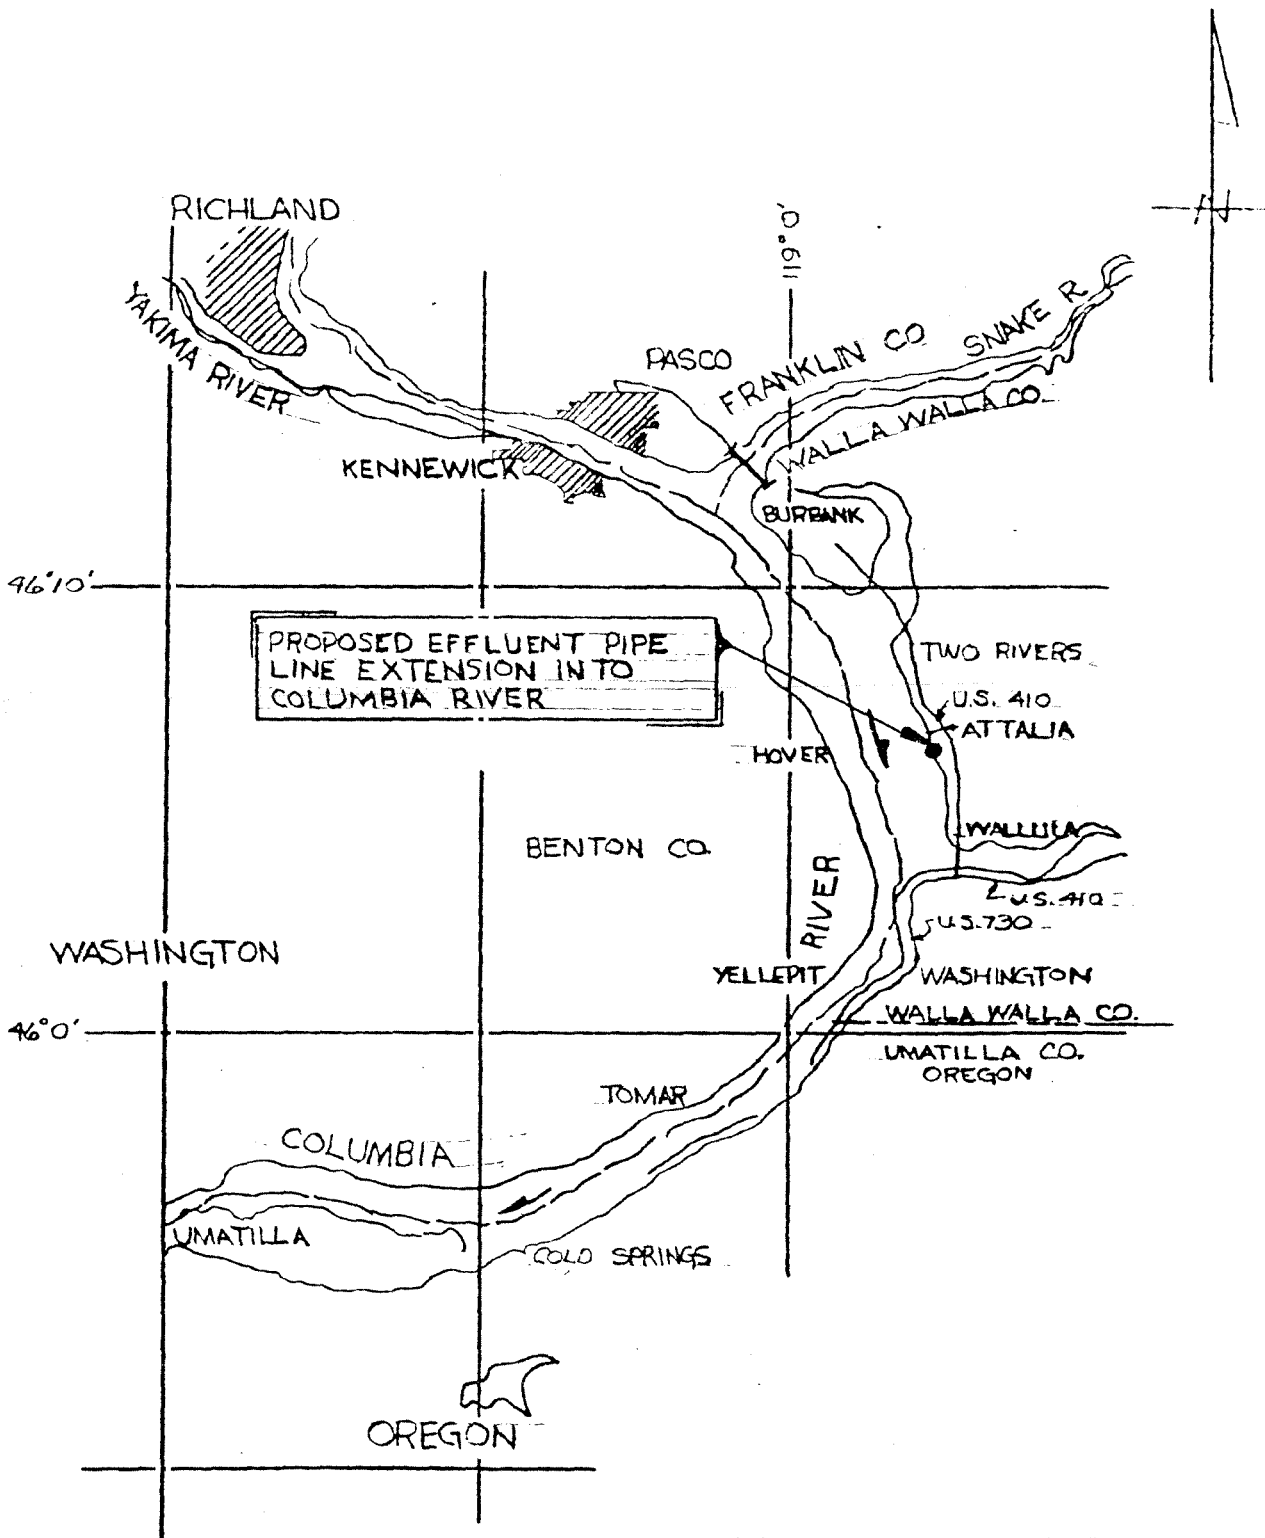 N
RICHLAND
119°0'
YAKIMA RIVER
PASCO
FRANKLIN CO
SNAKE R.
WALLA WALLA CO.
KENNEWICK
BURBANK
46°10'
PROPOSED EFFLUENT PIPE
LINE EXTENSION INTO
COLUMBIA RIVER
TWO RIVERS
U.S. 410
ATTALIA
HOVER
WALLULA
BENTON CO.
RIVER
U.S. 410
U.S. 730
WASHINGTON
YELLEPIT
WASHINGTON
46°0'
WALLA WALLA CO.
UMATILLA CO.
OREGON
TOMAR
COLUMBIA
UMATILLA
COLD SPRINGS
OREGON